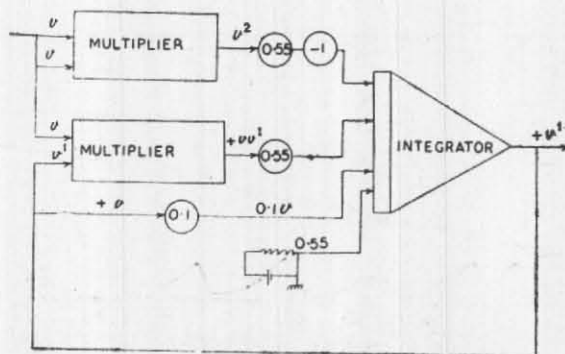 v
v
MULTIPLIER
v²
0·55
-1
v
v¹
MULTIPLIER
+vv¹
0·55
INTEGRATOR
+v¹
+v
0·1
0·1v
0·55